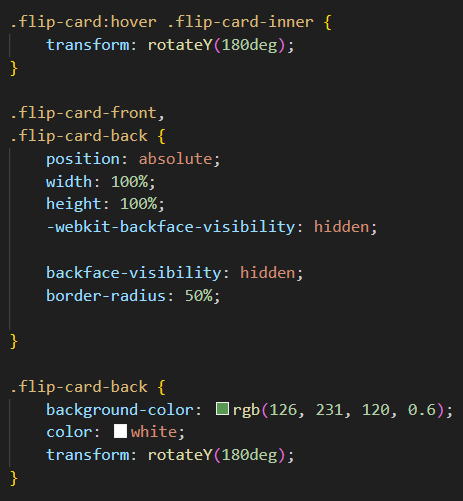 .flip-card:hover .flip-card-inner {
    transform: rotateY(180deg);
}

.flip-card-front,
.flip-card-back {
    position: absolute;
    width: 100%;
    height: 100%;
    -webkit-backface-visibility: hidden;

    backface-visibility: hidden;
    border-radius: 50%;

}

.flip-card-back {
    background-color: rgb(126, 231, 120, 0.6);
    color: white;
    transform: rotateY(180deg);
}